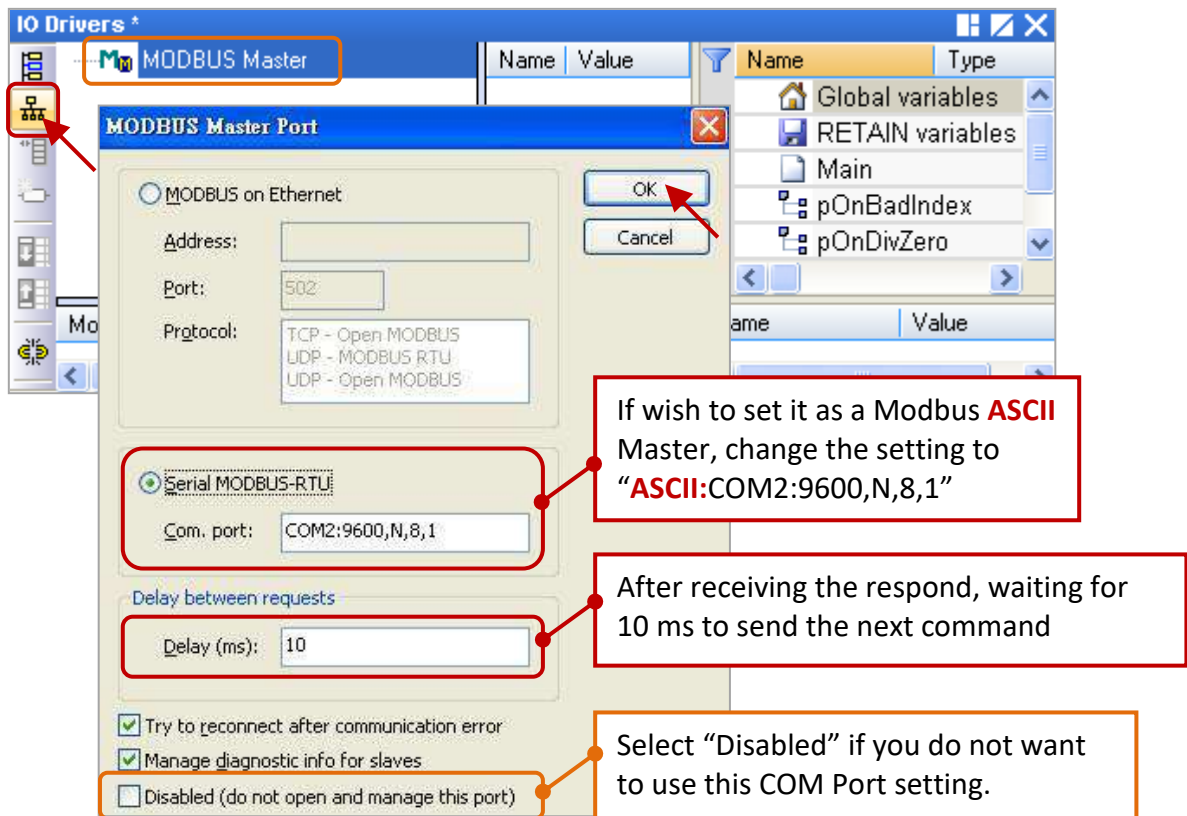 IO Drivers *
MODBUS Master
Name Value
Name Type
Global variables
RETAIN variables
Main
pOnBadIndex
pOnDivZero
MODBUS Master Port
MODBUS on Ethernet
OK
Address:
Cancel
Port: 502
Protocol: TCP - Open MODBUS
UDP - MODBUS RTU
UDP - Open MODBUS
Mo
ame Value
Serial MODBUS-RTU
Com. port: COM2:9600,N,8,1
If wish to set it as a Modbus ASCII
Master, change the setting to
“ASCII:COM2:9600,N,8,1”
Delay between requests
Delay (ms): 10
After receiving the respond, waiting for
10 ms to send the next command
Try to reconnect after communication error
Manage diagnostic info for slaves
Disabled (do not open and manage this port)
Select “Disabled” if you do not want
to use this COM Port setting.